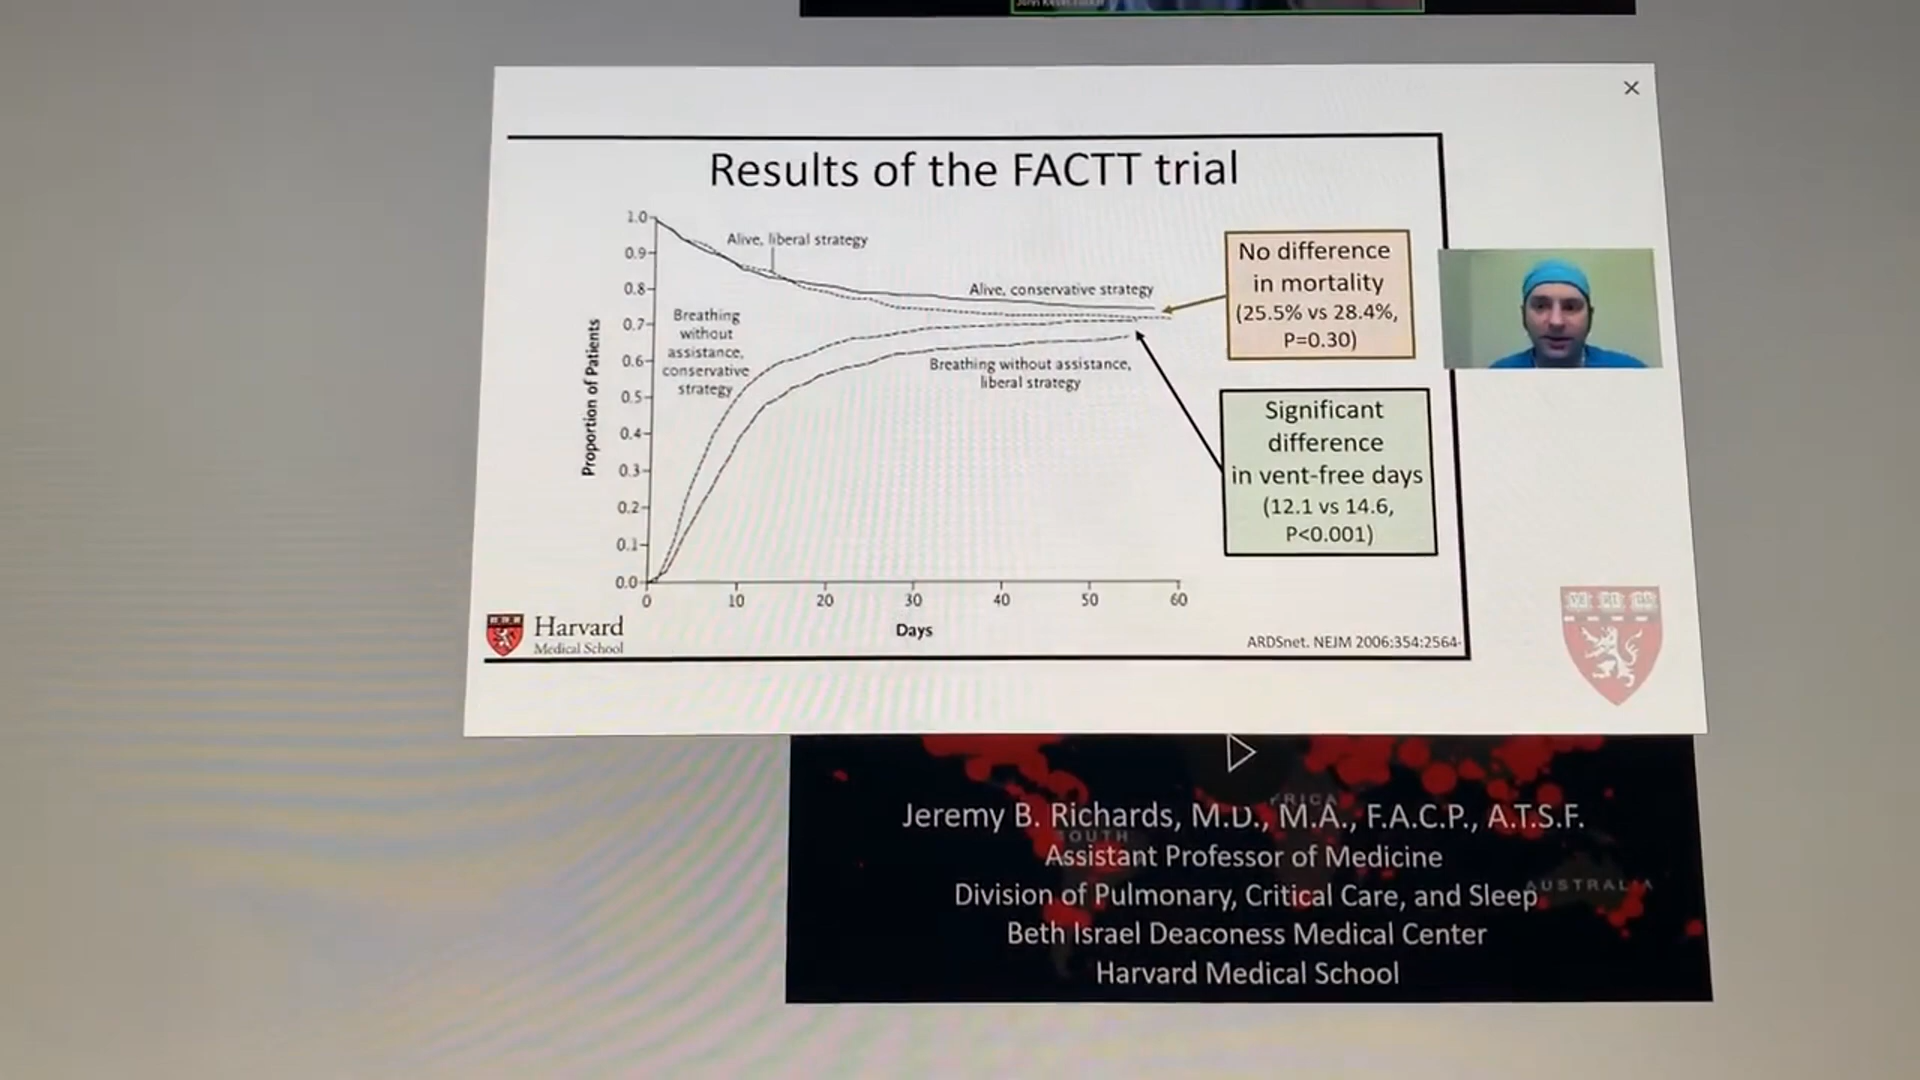 Results of the FACTT trial
1.0
0.9
0.8
0.7
0.6
0.5
0.4
0.3
0.2
0.1
0.0
Proportion of Patients
Alive, liberal strategy
Alive, conservative strategy
Breathing
without
assistance,
conservative
strategy
Breathing without assistance,
liberal strategy
0
10
20
30
40
50
60
Days
No difference
in mortality
(25.5% vs 28.4%,
P=0.30)
Significant
difference
in vent-free days
(12.1 vs 14.6,
P<0.001)
Harvard
Medical School
ARDSnet. NEJM 2006:354:2564-
VE RI TAS
Jeremy B. Richards, M.D., M.A., F.A.C.P., A.T.S.F.
Assistant Professor of Medicine
Division of Pulmonary, Critical Care, and Sleep
AUSTRALIA
Beth Israel Deaconess Medical Center
Harvard Medical School